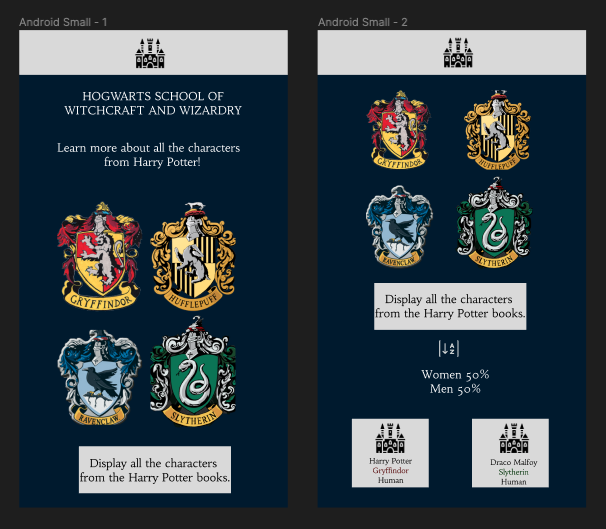 Android Small - 1
HOGWARTS SCHOOL OF
WITCHCRAFT AND WIZARDRY
Learn more about all the characters
from Harry Potter!
GRYFFINDOR
HUFFLEPUFF
RAVENCLAW
SLYTHERIN
Display all the characters
from the Harry Potter books.
Android Small - 2
GRYFFINDOR
HUFFLEPUFF
RAVENCLAW
SLYTHERIN
Display all the characters
from the Harry Potter books.
A
Z
Women 50%
Men 50%
Harry Potter
Gryffindor
Human
Draco Malfoy
Slytherin
Human